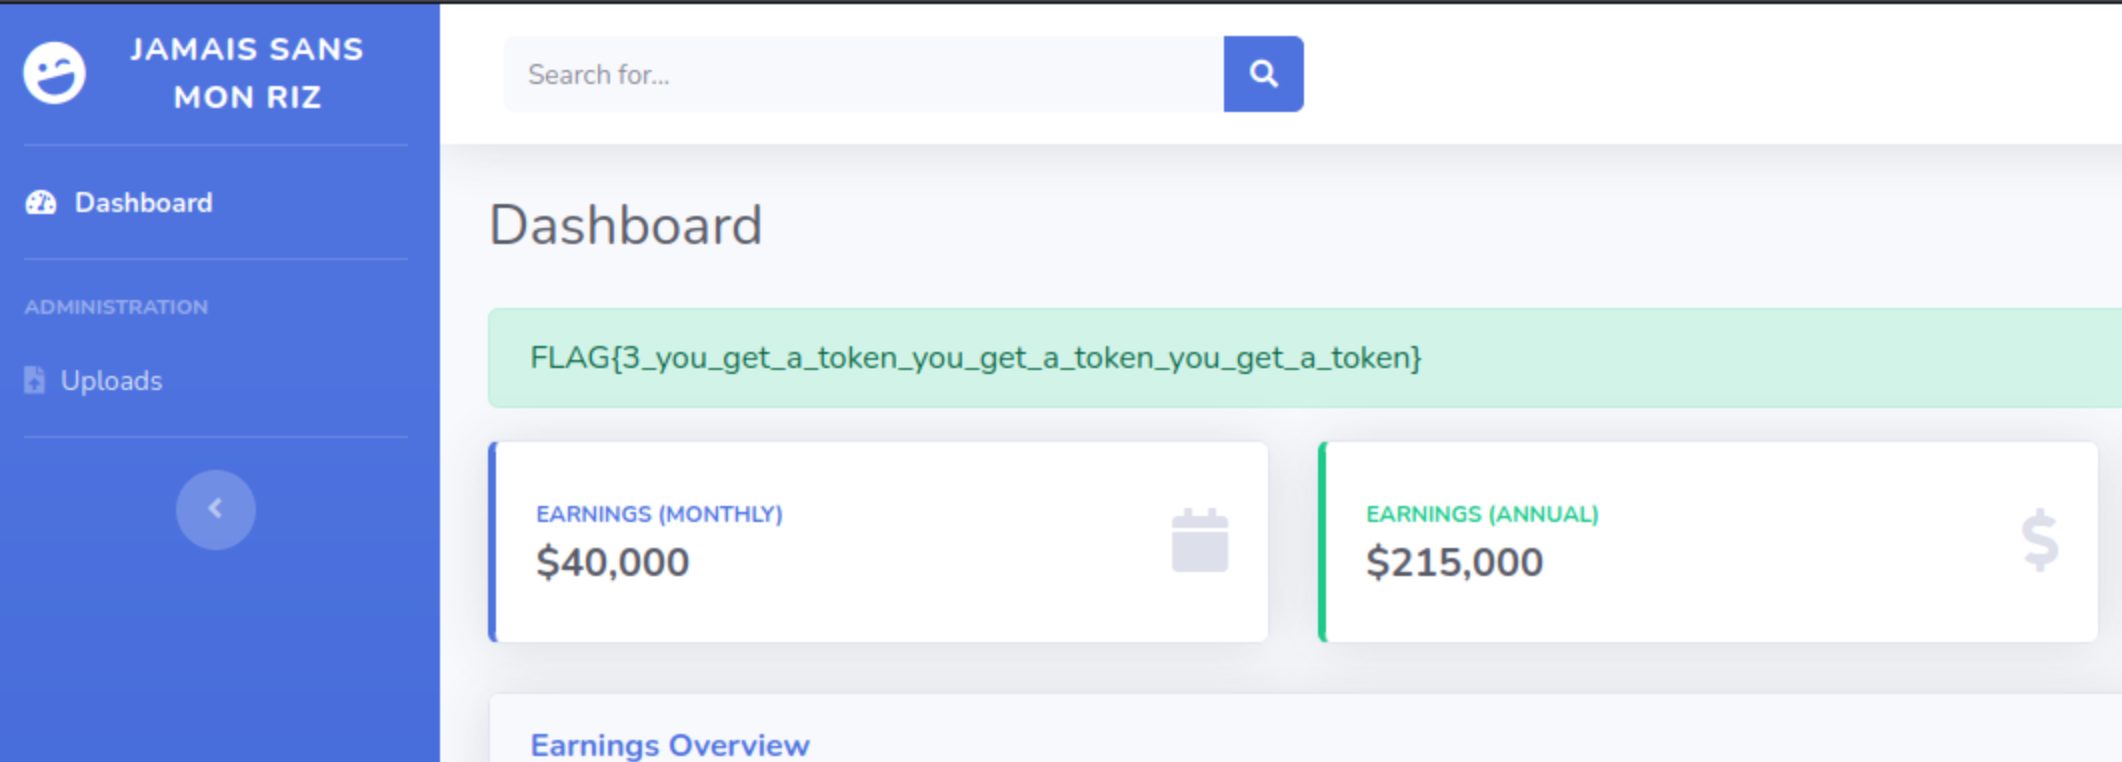 JAMAIS SANS
MON RIZ
Search for...
Dashboard
ADMINISTRATION
Uploads
Dashboard
FLAG{3_you_get_a_token_you_get_a_token_you_get_a_token}
EARNINGS (MONTHLY)
$40,000
EARNINGS (ANNUAL)
$215,000
Earnings Overview